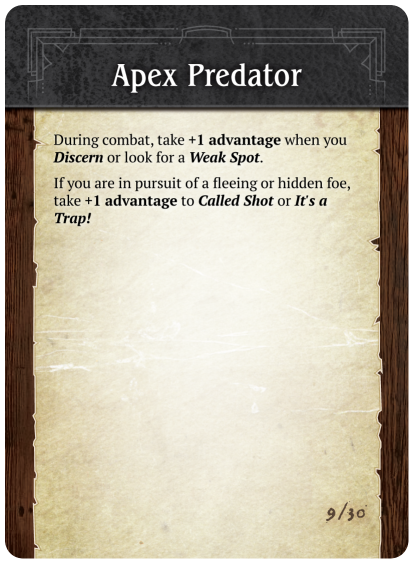 Apex Predator
During combat, take +1 advantage when you
Discern or look for a Weak Spot.
If you are in pursuit of a fleeing or hidden foe,
take +1 advantage to Called Shot or It's a
Trap!
9/30